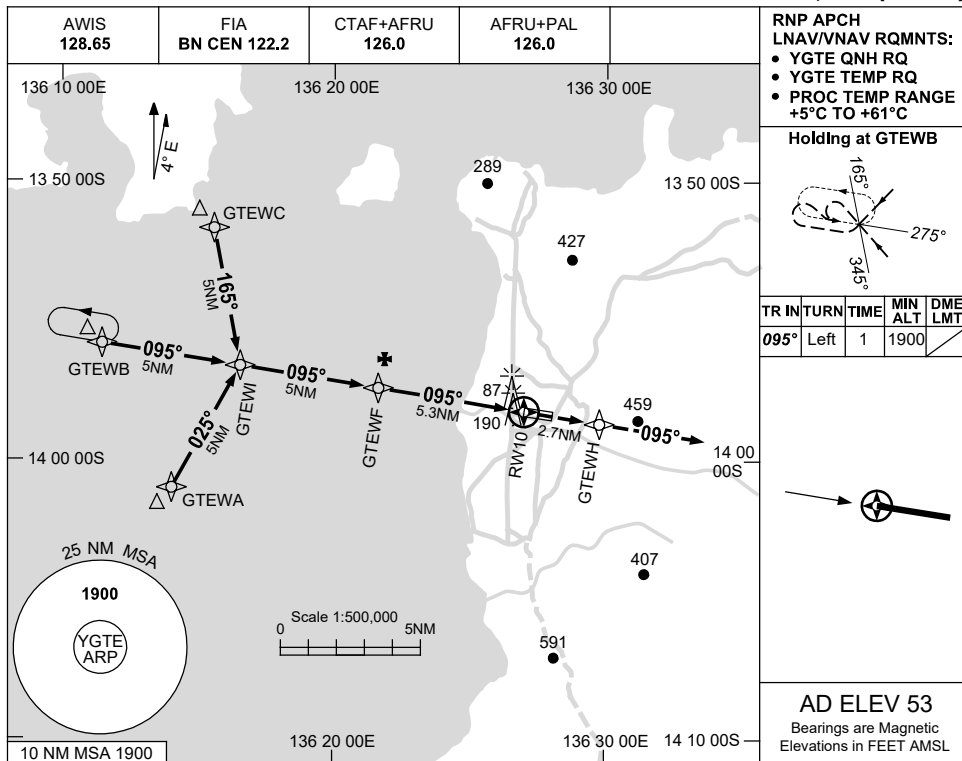 AWIS
128.65
FIA
BN CEN 122.2
CTAF+AFRU
126.0
AFRU+PAL
126.0
RNP APCH
LNAV/VNAV RQMNTS:
• YGTE QNH RQ
• YGTE TEMP RQ
• PROC TEMP RANGE
+5°C TO +61°C
136 10 00E
136 20 00E
136 30 00E
4° E
13 50 00S
13 50 00S
289
427
GTEWC
165°
5NM
GTEWB
095°
5NM
GTEWI
095°
5NM
GTEWF
095°
5.3NM
87
190
RW10
2.7NM
GTEWH
459
095°
025°
5NM
GTEWA
14 00 00S
14 00
00S
407
591
25 NM MSA
1900
YGTE
ARP
Scale 1:500,000
0
5NM
10 NM MSA 1900
136 20 00E
136 30 00E
14 10 00S
Holding at GTEWB
165°
275°
345°
TR IN TURN TIME MIN ALT DME LMT
095° Left 1 1900
AD ELEV 53
Bearings are Magnetic
Elevations in FEET AMSL